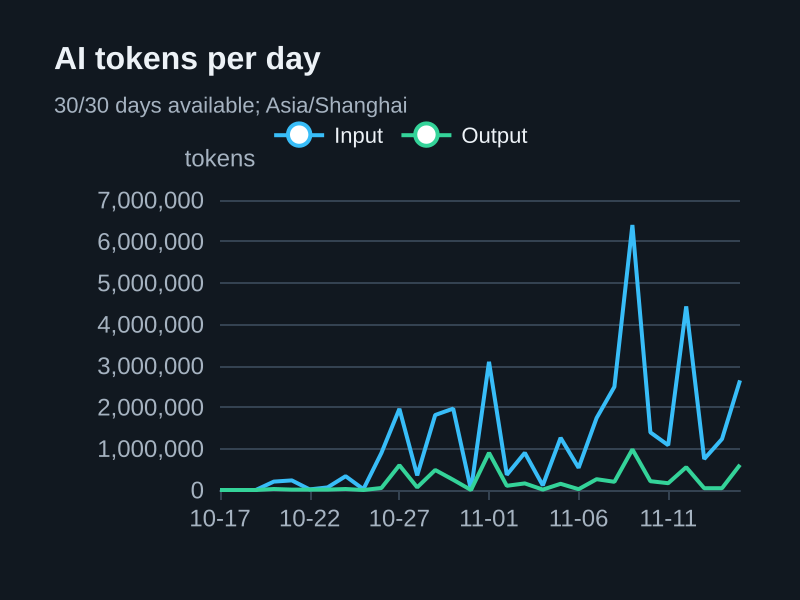 AI tokens per day
30/30 days available; Asia/Shanghai
Input Output
tokens
7,000,000
6,000,000
5,000,000
4,000,000
3,000,000
2,000,000
1,000,000
0
10-17 10-22 10-27 11-01 11-06 11-11